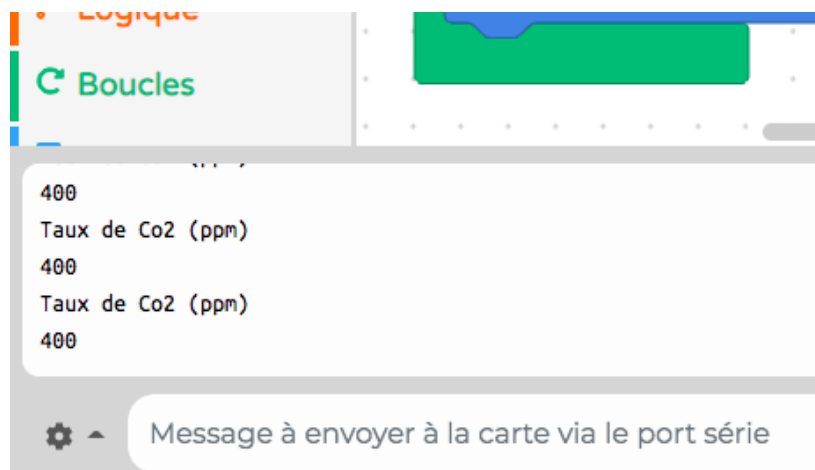 Logique
Boucles
400
Taux de Co2 (ppm)
400
Taux de Co2 (ppm)
400
Message à envoyer à la carte via le port série